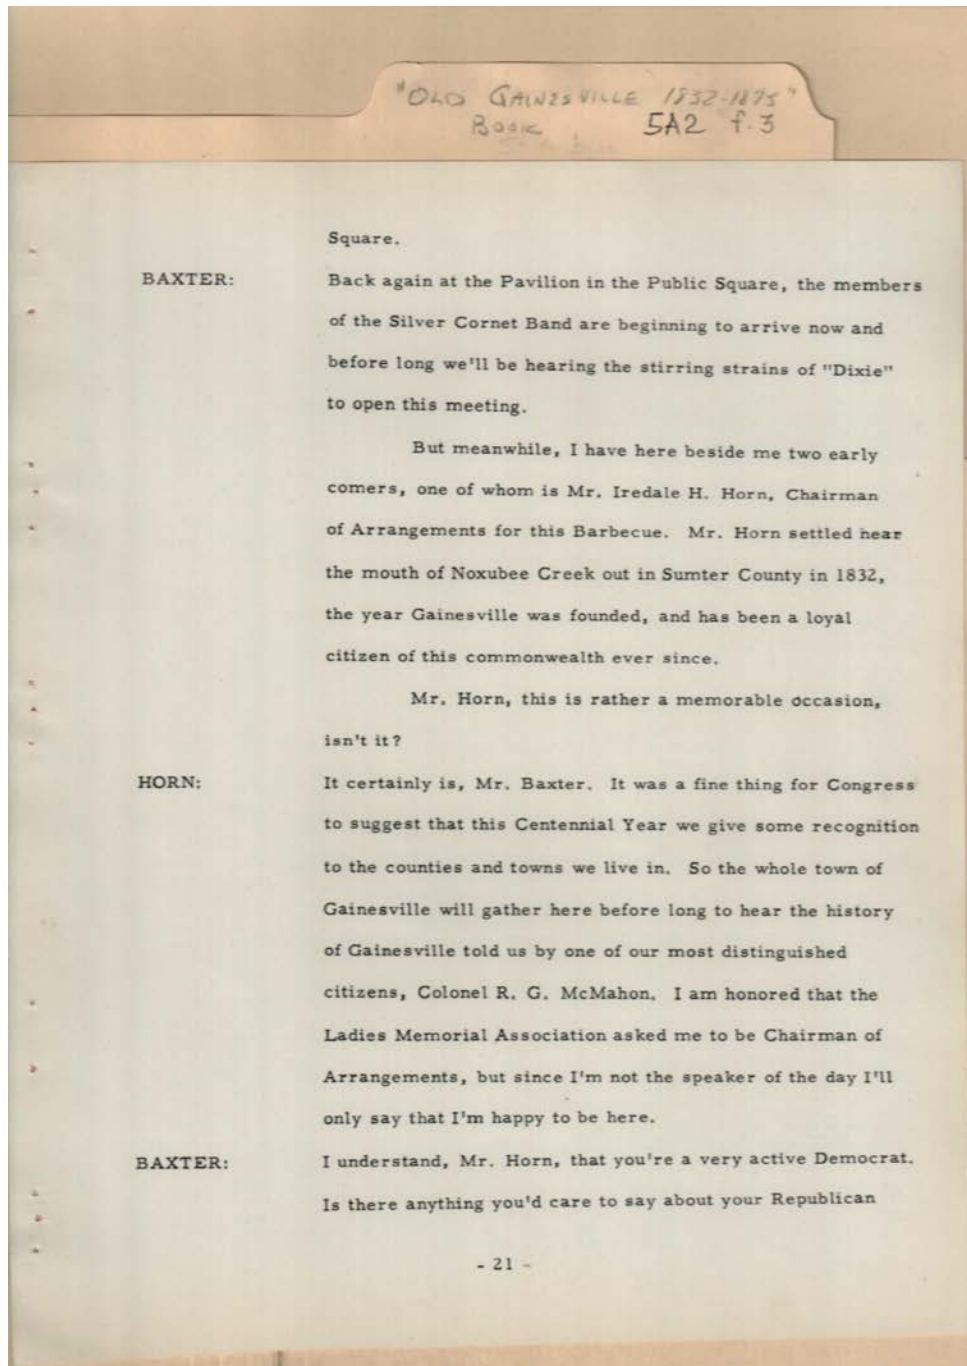 "OLD GAINESVILLE 1832-1875"
BOOK 5A2 f.3
Square.
BAXTER: Back again at the Pavilion in the Public Square, the members
of the Silver Cornet Band are beginning to arrive now and
before long we'll be hearing the stirring strains of "Dixie"
to open this meeting.
But meanwhile, I have here beside me two early
comers, one of whom is Mr. Iredale H. Horn, Chairman
of Arrangements for this Barbecue. Mr. Horn settled near
the mouth of Noxubee Creek out in Sumter County in 1832,
the year Gainesville was founded, and has been a loyal
citizen of this commonwealth ever since.
Mr. Horn, this is rather a memorable occasion,
isn't it?
HORN: It certainly is, Mr. Baxter. It was a fine thing for Congress
to suggest that this Centennial Year we give some recognition
to the counties and towns we live in. So the whole town of
Gainesville will gather here before long to hear the history
of Gainesville told us by one of our most distinguished
citizens, Colonel R. G. McMahon. I am honored that the
Ladies Memorial Association asked me to be Chairman of
Arrangements, but since I'm not the speaker of the day I'll
only say that I'm happy to be here.
BAXTER: I understand, Mr. Horn, that you're a very active Democrat.
Is there anything you'd care to say about your Republican
- 21 -